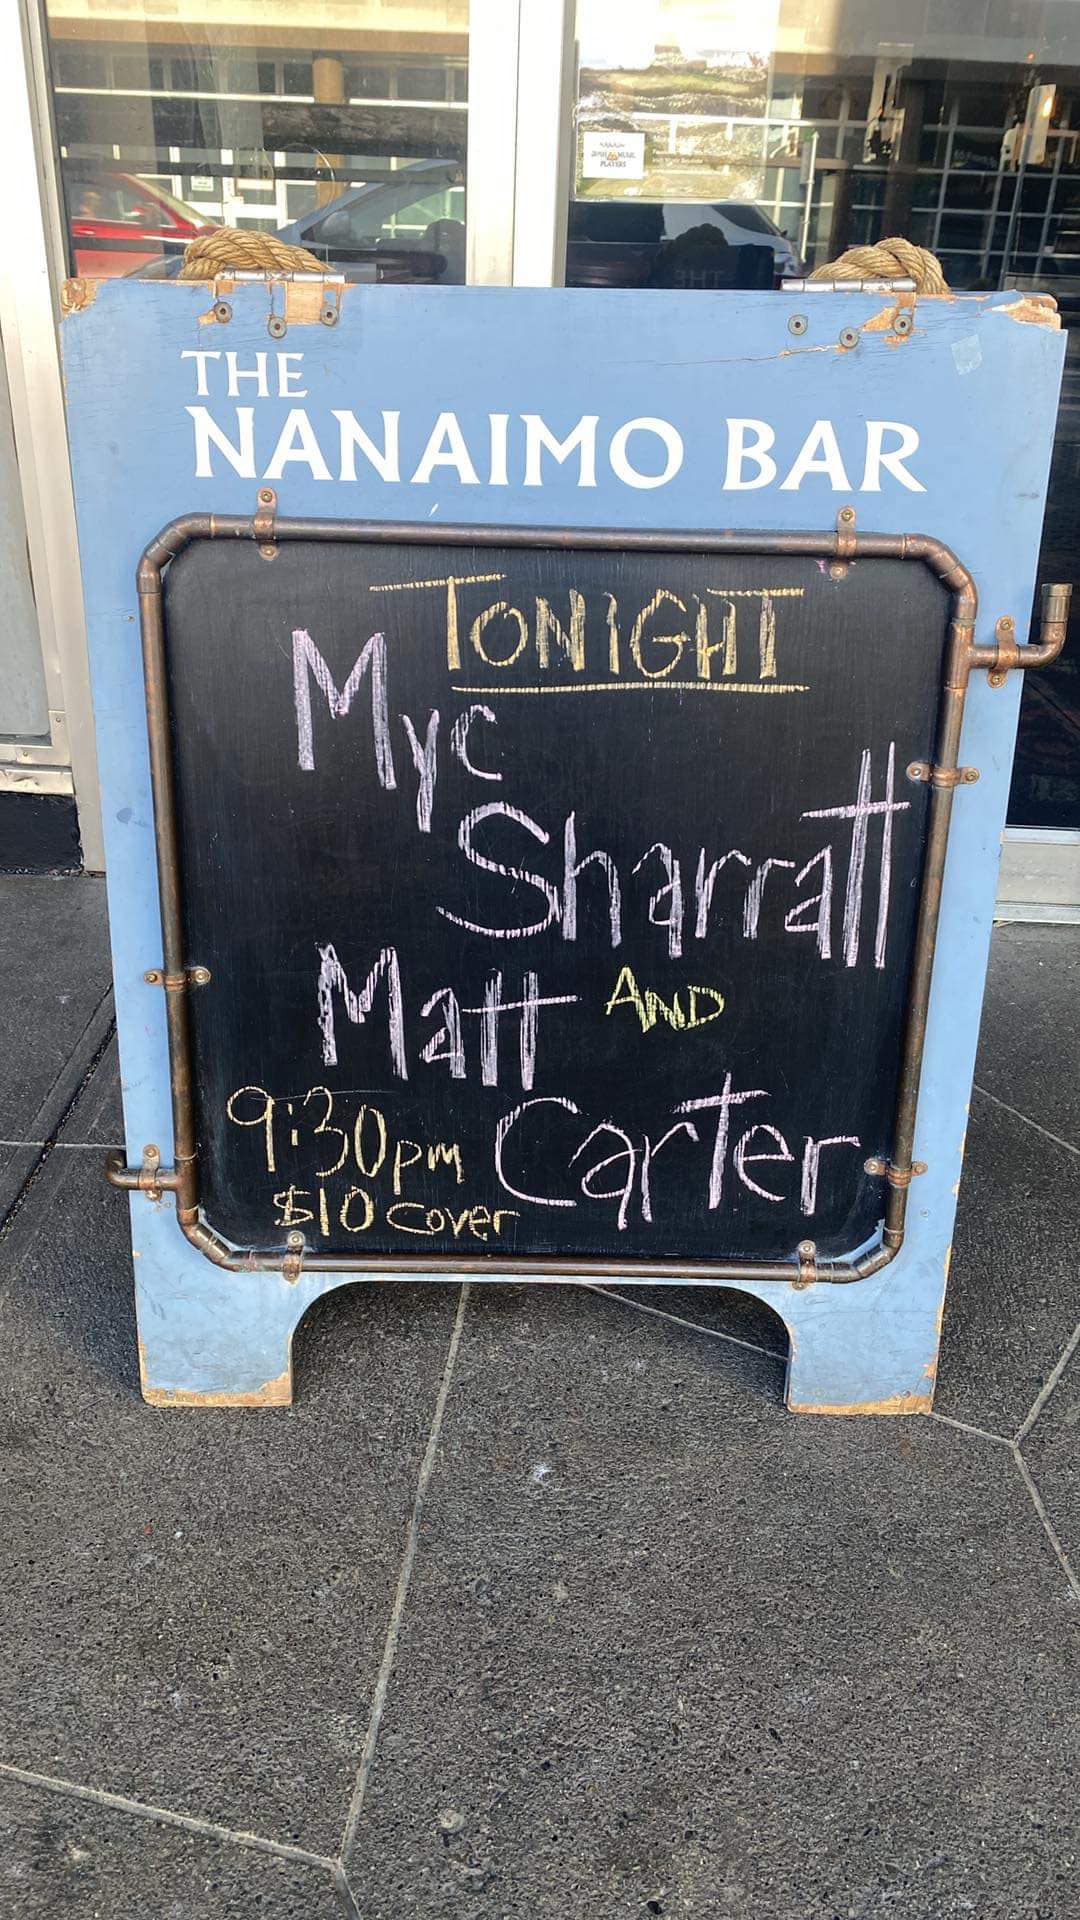 THE
NANAIMO BAR
TONIGHT
Myc
Sharratt
Matt AND
Carter
9:30pm
$10 cover